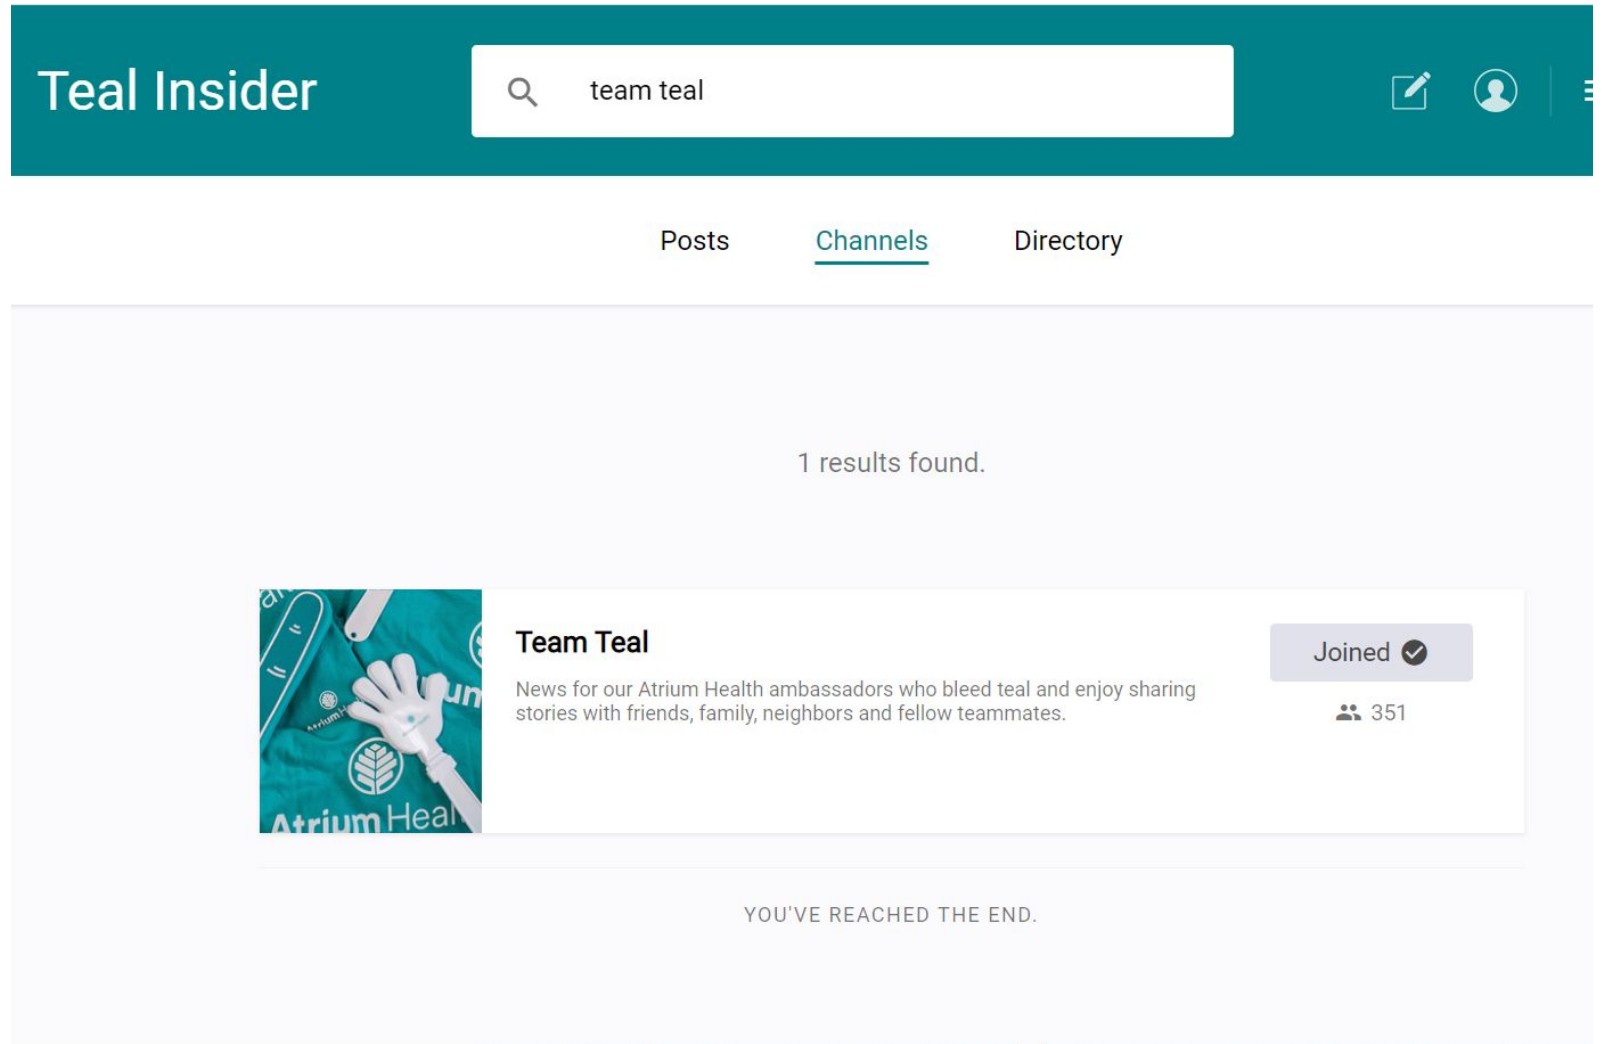 Teal Insider
team teal
Posts
Channels
Directory
1 results found.
Team Teal
News for our Atrium Health ambassadors who bleed teal and enjoy sharing
stories with friends, family, neighbors and fellow teammates.
Joined
351
Atrium Heal
YOU'VE REACHED THE END.